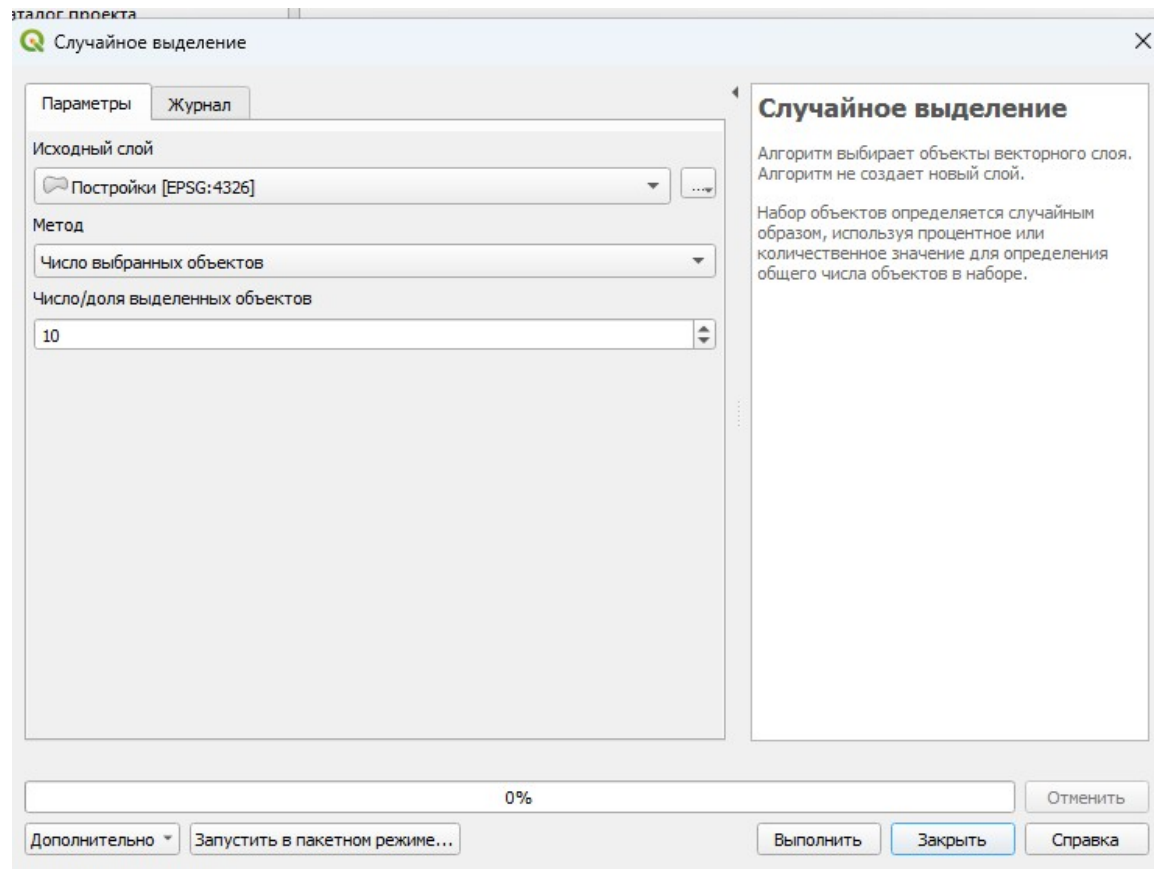 аталог проекта
Случайное выделение
Параметры
Журнал
Исходный слой
Постройки [EPSG:4326]
...
Метод
Число выбранных объектов
Число/доля выделенных объектов
10
Случайное выделение
Алгоритм выбирает объекты векторного слоя.
Алгоритм не создает новый слой.
Набор объектов определяется случайным
образом, используя процентное или
количественное значение для определения
общего числа объектов в наборе.
0%
Отменить
Дополнительно
Запустить в пакетном режиме...
Выполнить
Закрыть
Справка